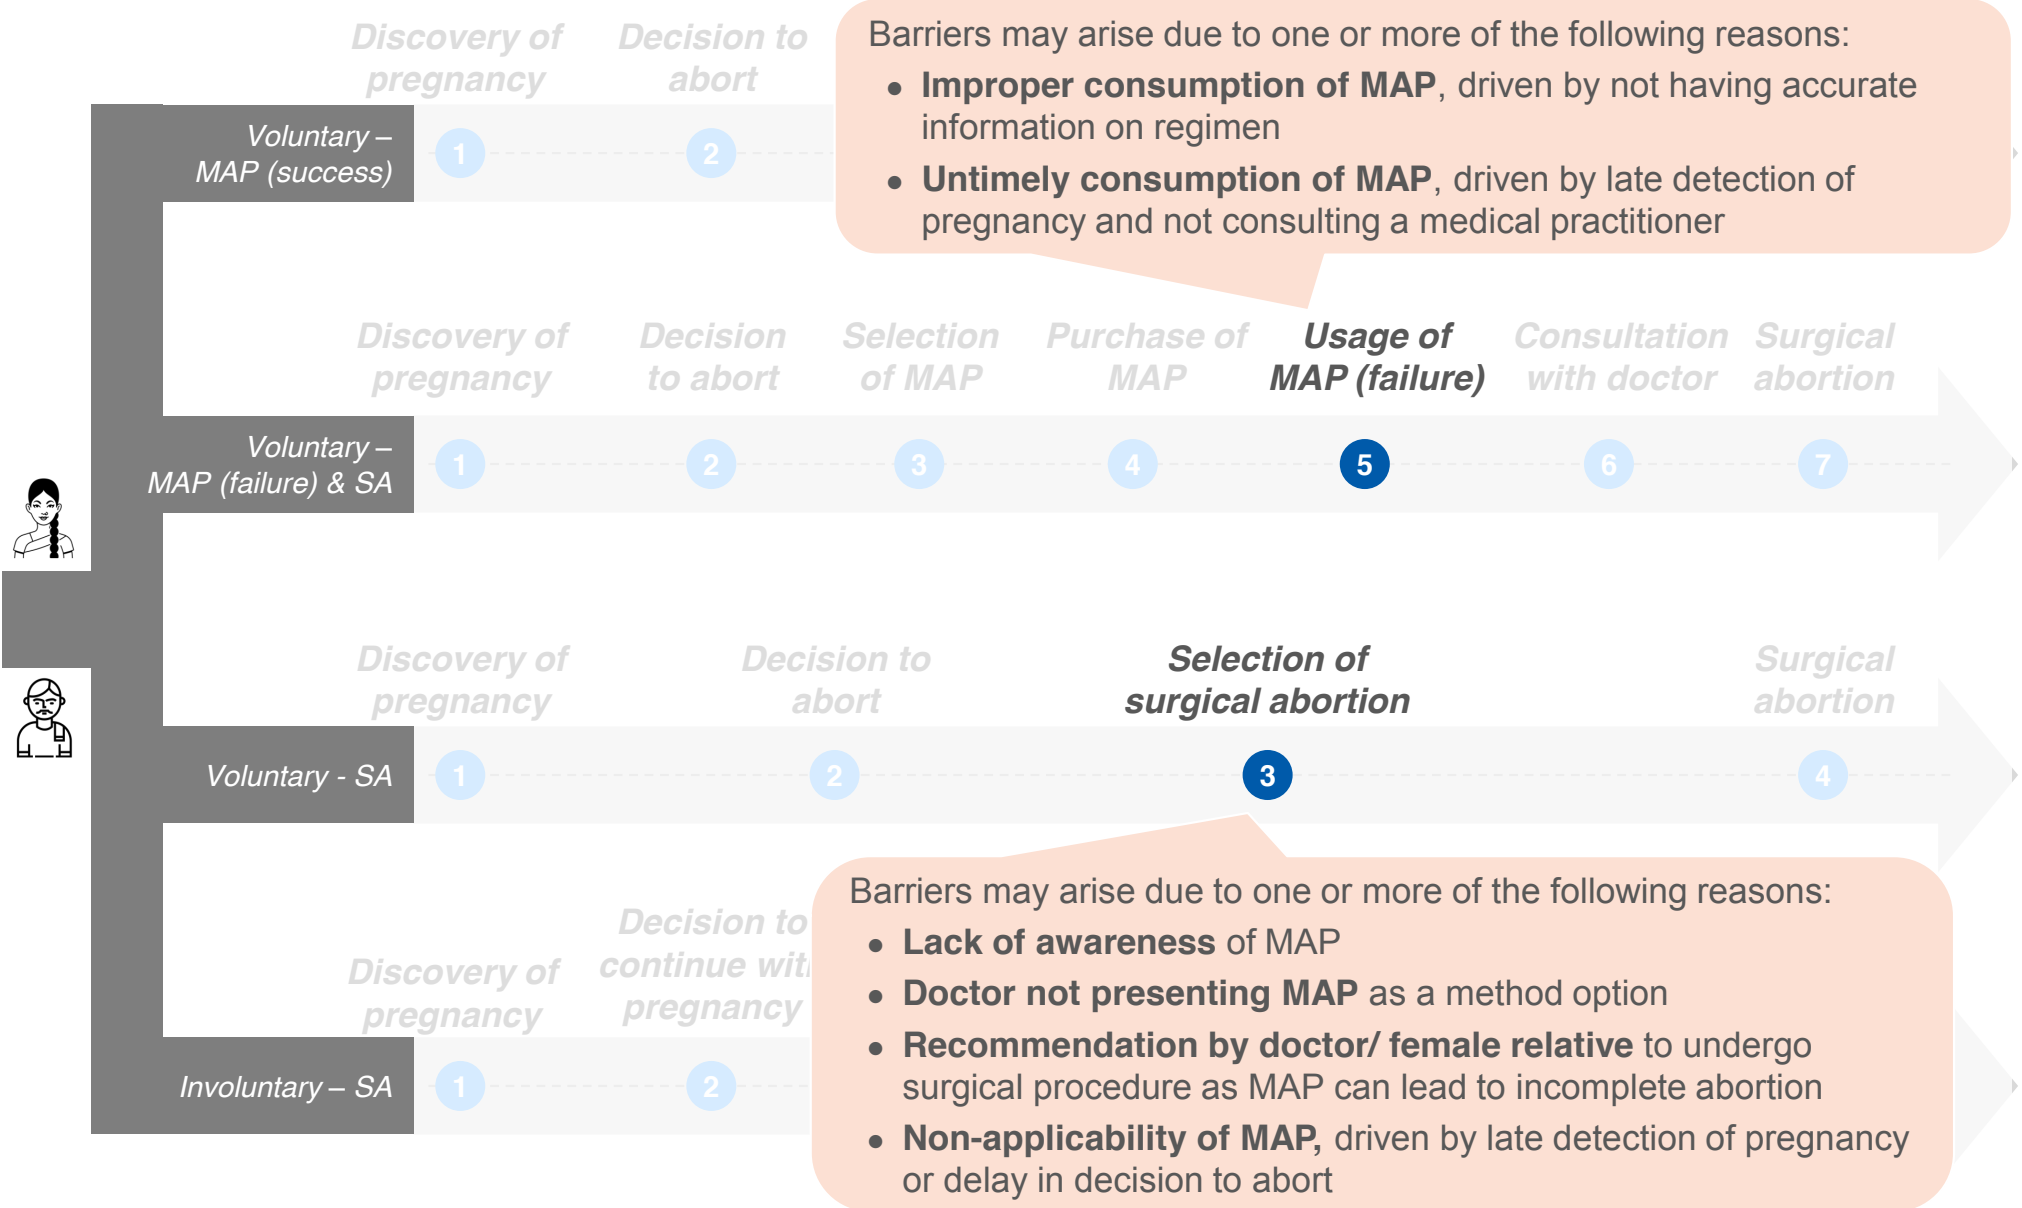 Discovery of
pregnancy
Decision to
abort
Barriers may arise due to one or more of the following reasons:
• Improper consumption of MAP, driven by not having accurate
information on regimen
• Untimely consumption of MAP, driven by late detection of
pregnancy and not consulting a medical practitioner
Voluntary –
MAP (success)
1
2
Discovery of
pregnancy
Decision
to abort
Selection
of MAP
Purchase of
MAP
Usage of
MAP (failure)
Consultation
with doctor
Surgical
abortion
Voluntary –
MAP (failure) & SA
1
2
3
4
5
6
7
Discovery of
pregnancy
Decision to
abort
Selection of
surgical abortion
Surgical
abortion
Voluntary - SA
1
2
3
4
Barriers may arise due to one or more of the following reasons:
• Lack of awareness of MAP
• Doctor not presenting MAP as a method option
• Recommendation by doctor/ female relative to undergo
surgical procedure as MAP can lead to incomplete abortion
• Non-applicability of MAP, driven by late detection of pregnancy
or delay in decision to abort
Discovery of
pregnancy
Decision to
continue with
pregnancy
Involuntary – SA
1
2